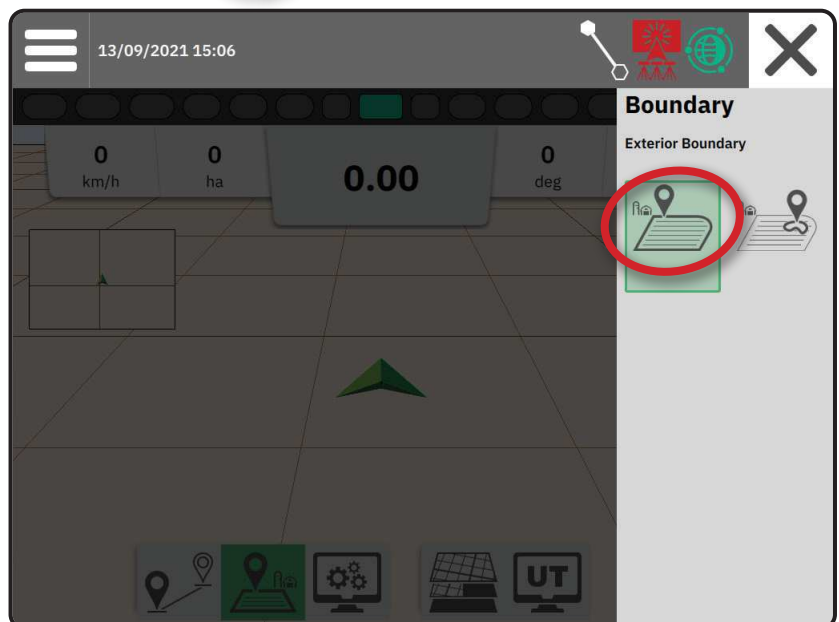 13/09/2021 15:06
Boundary
Exterior Boundary
0
km/h
0
ha
0.00
0
deg
UT